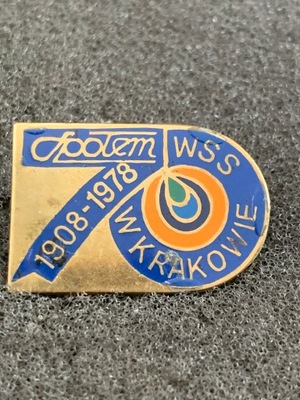 Społem
WSS
1908-1978
W KRAKOWIE